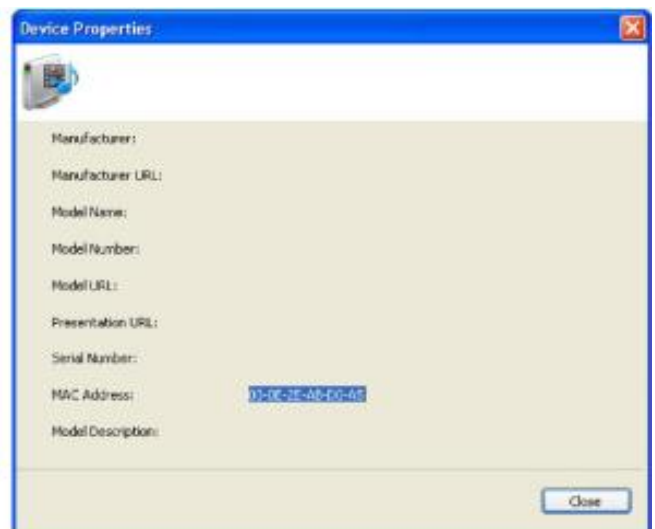 Device Properties
Manufacturer:
Manufacturer URL:
Model Name:
Model Number:
Model URL:
Presentation URL:
Serial Number:
MAC Address:
Model Description:
Close